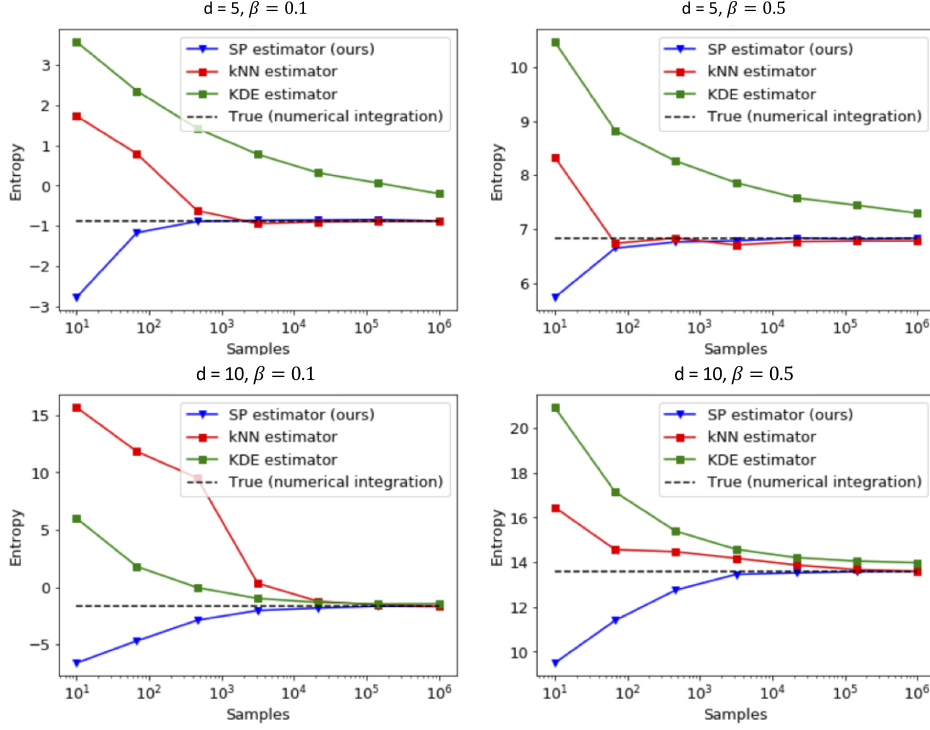 d = 5, β = 0.1
SP estimator (ours)
kNN estimator
KDE estimator
True (numerical integration)
3
2
1
0
−1
−2
−3
Entropy
10¹ 10² 10³ 10⁴ 10⁵ 10⁶
Samples
d = 5, β = 0.5
SP estimator (ours)
kNN estimator
KDE estimator
True (numerical integration)
10
9
8
7
6
Entropy
10¹ 10² 10³ 10⁴ 10⁵ 10⁶
Samples
d = 10, β = 0.1
SP estimator (ours)
kNN estimator
KDE estimator
True (numerical integration)
15
10
5
0
−5
Entropy
10¹ 10² 10³ 10⁴ 10⁵ 10⁶
Samples
d = 10, β = 0.5
SP estimator (ours)
kNN estimator
KDE estimator
True (numerical integration)
20
18
16
14
12
10
Entropy
10¹ 10² 10³ 10⁴ 10⁵ 10⁶
Samples